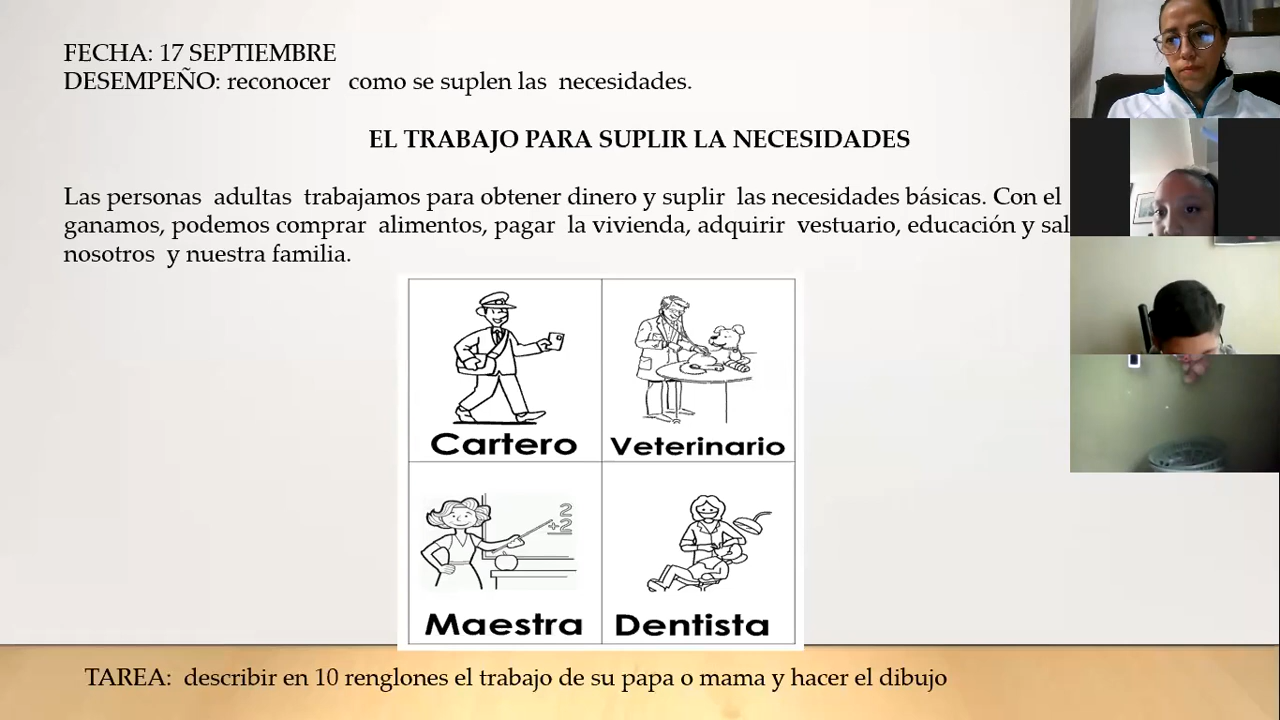 FECHA: 17 SEPTIEMBRE
DESEMPEÑO: reconocer como se suplen las necesidades.
EL TRABAJO PARA SUPLIR LA NECESIDADES
Las personas adultas trabajamos para obtener dinero y suplir las necesidades básicas. Con el
ganamos, podemos comprar alimentos, pagar la vivienda, adquirir vestuario, educación y sal
nosotros y nuestra familia.
Cartero
Veterinario
2
+2
Maestra
Dentista
TAREA: describir en 10 renglones el trabajo de su papa o mama y hacer el dibujo